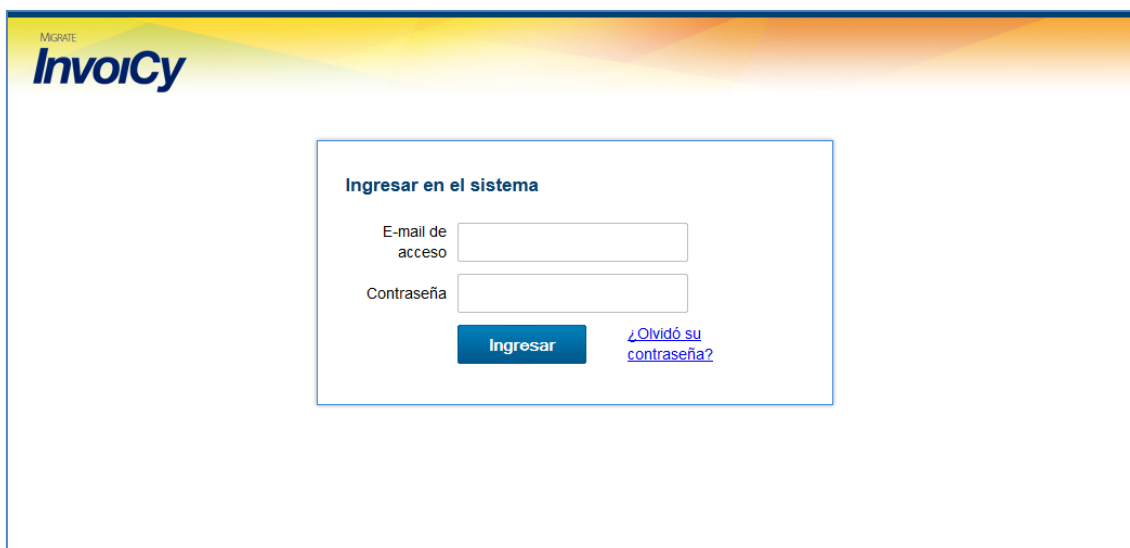 MIGRATE
InvoiCy
Ingresar en el sistema
E-mail de
acceso
Contraseña
Ingresar
¿Olvidó su
contraseña?